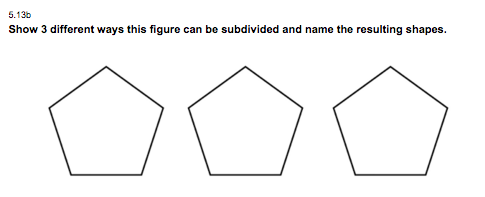 5.13b
Show 3 different ways this figure can be subdivided and name the resulting shapes.